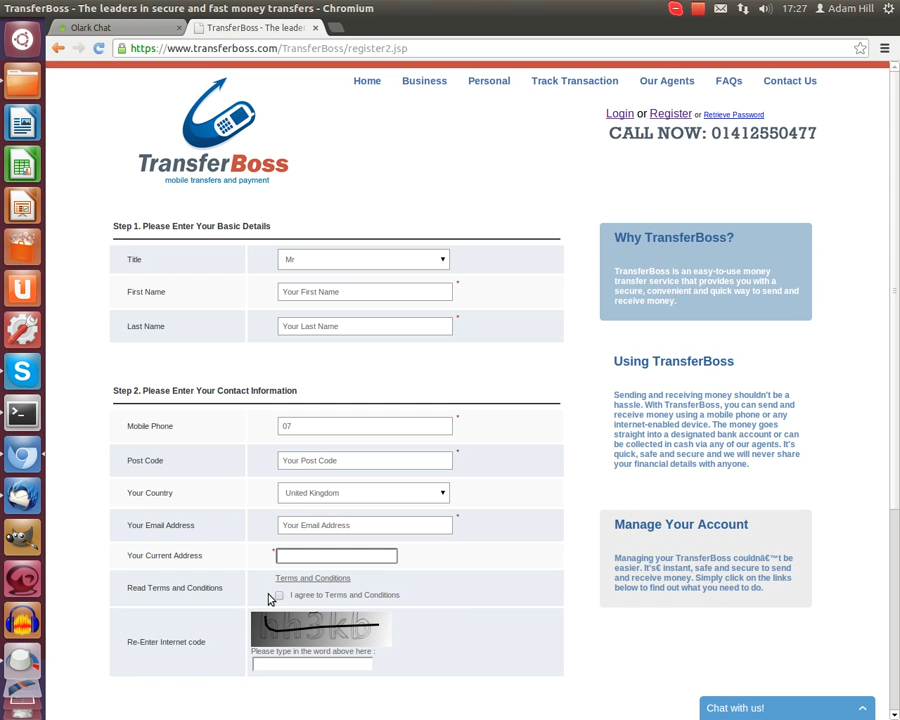 TransferBoss - The leaders in secure and fast money transfers - Chromium
17:27
Adam Hill
Olark Chat
TransferBoss - The leade
https://www.transferboss.com/TransferBoss/register2.jsp
Home
Business
Personal
Track Transaction
Our Agents
FAQs
Contact Us
Login or Register or Retrieve Password
CALL NOW: 01412550477
TransferBoss
mobile transfers and payment
Step 1. Please Enter Your Basic Details
Title
Mr
First Name
Your First Name
*
Last Name
Your Last Name
*
Step 2. Please Enter Your Contact Information
Mobile Phone
07
*
Post Code
Your Post Code
*
Your Country
United Kingdom
Your Email Address
Your Email Address
*
Your Current Address
*
Read Terms and Conditions
Terms and Conditions
I agree to Terms and Conditions
Re-Enter Internet code
Please type in the word above here :
Why TransferBoss?
TransferBoss is an easy-to-use money
transfer service that provides you with a
secure, convenient and quick way to send and
receive money.
Using TransferBoss
Sending and receiving money shouldn't be a
hassle. With TransferBoss, you can send and
receive money using a mobile phone or any
internet-enabled device. The money goes
straight into a designated bank account or can
be collected in cash via any of our agents. It's
quick, safe and secure and we will never share
your financial details with anyone.
Manage Your Account
Managing your TransferBoss couldnâ€™t be
easier. It's€ instant, safe and secure to send
and receive money. Simply click on the links
below to find out what you need to do.
Chat with us!